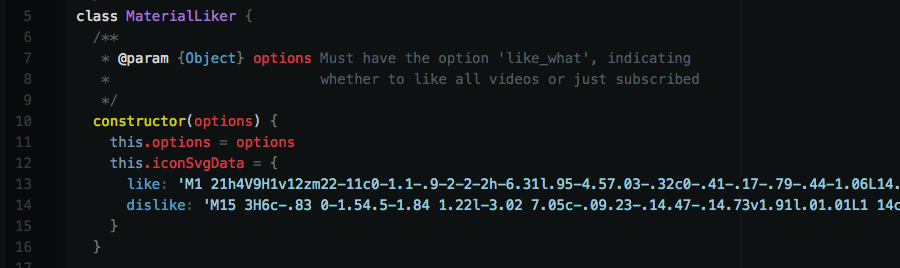 5 class MaterialLiker {
6 /**
7 * @param {Object} options Must have the option 'like_what', indicating
8 * whether to like all videos or just subscribed
9 */
10 constructor(options) {
11 this.options = options
12 this.iconSvgData = {
13 like: 'M1 21h4V9H1v12zm22-11c0-1.1-.9-2-2-2h-6.31l.95-4.57.03-.32c0-.41-.17-.79-.44-1.06L14.
14 dislike: 'M15 3H6c-.83 0-1.54.5-1.84 1.22l-3.02 7.05c-.09.23-.14.47-.14.73v1.91l.01.01L1 14c
15 }
16 }
17